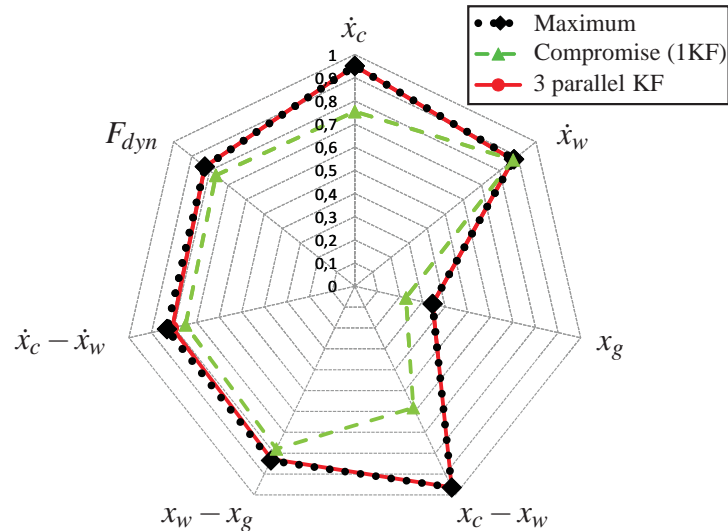 ẋ_c
Maximum
Compromise (1KF)
3 parallel KF
1
0,9
0,8
0,7
0,6
0,5
0,4
0,3
0,2
0,1
0
F_dyn
ẋ_w
ẋ_c − ẋ_w
x_g
x_w − x_g
x_c − x_w